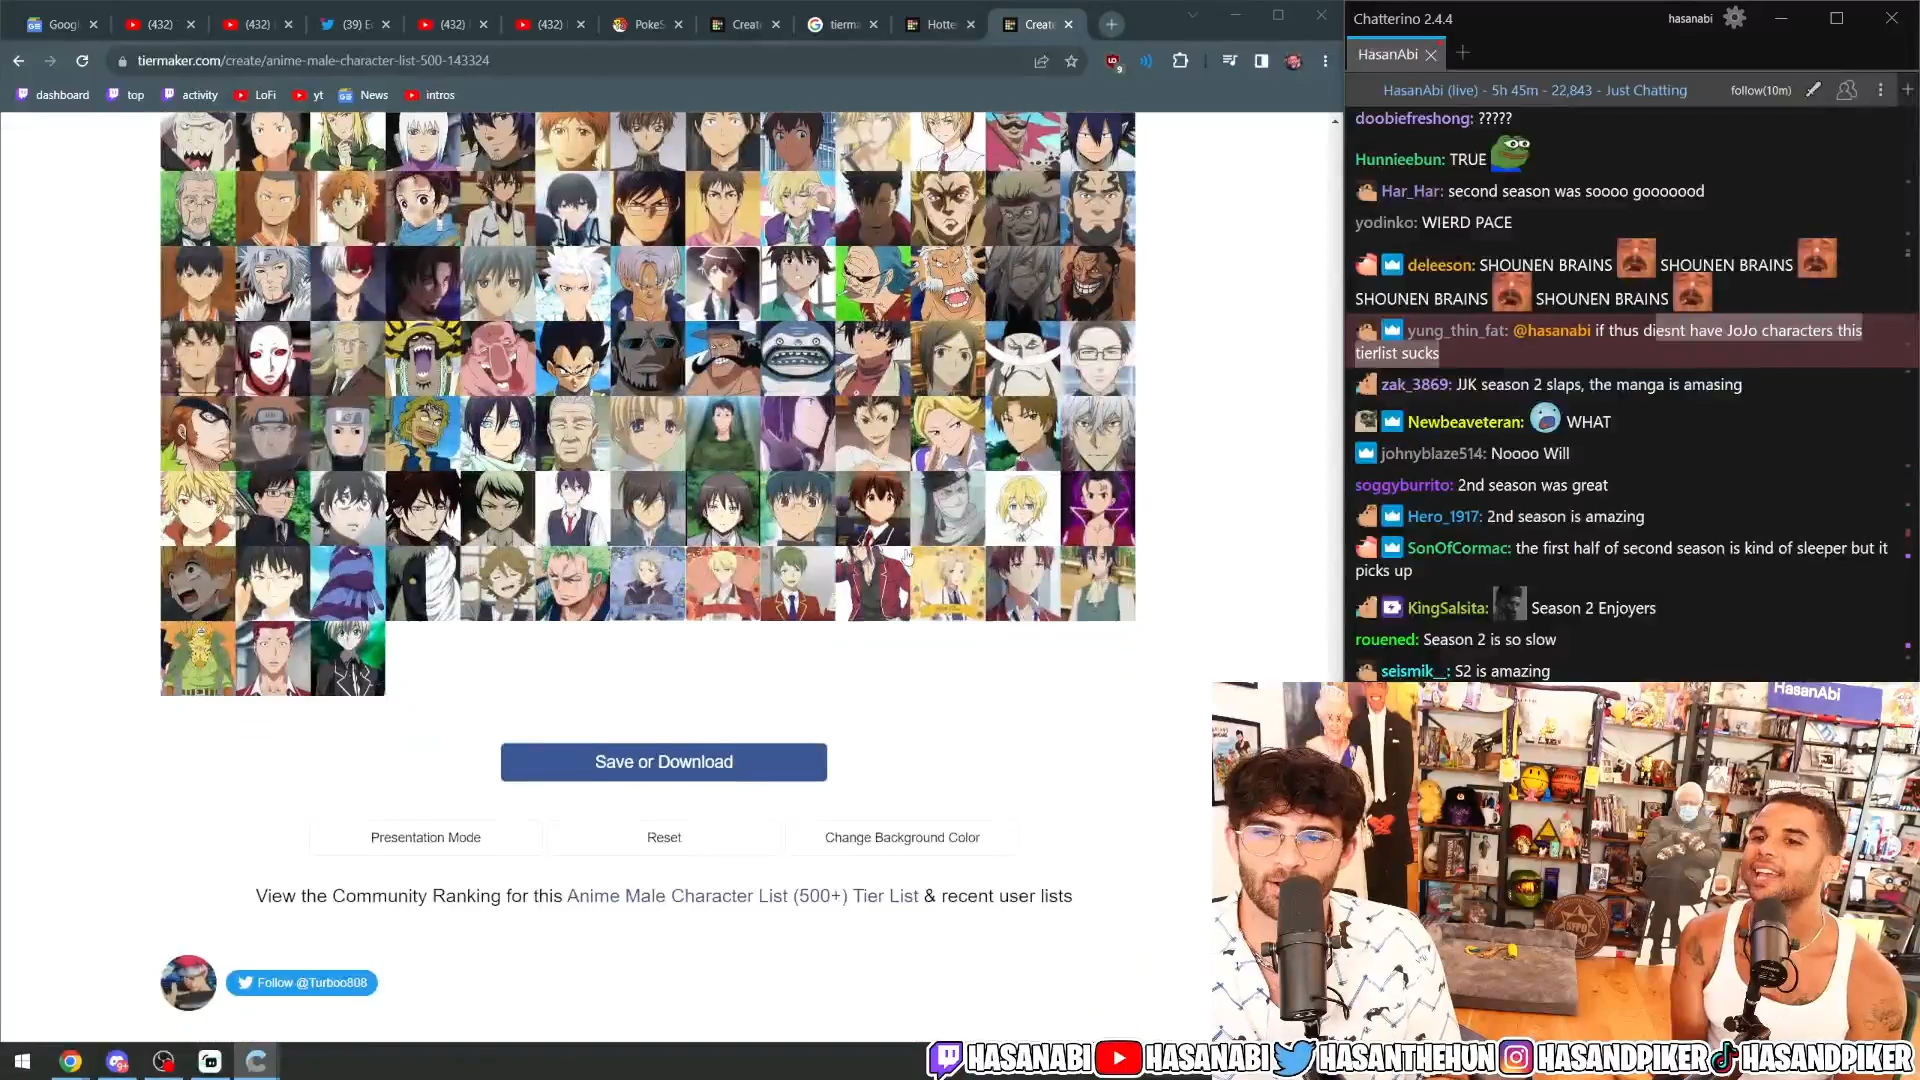 Googl
(432)
(432)
(39) E
(432)
(432)
PokeS
Creat
tierm
Hotte
Creat
tiermaker.com/create/anime-male-character-list-500-143324
dashboard
top
activity
LoFi
yt
News
intros
Save or Download
Presentation Mode
Reset
Change Background Color
View the Community Ranking for this Anime Male Character List (500+) Tier List & recent user lists
Follow @Turboo808
Chatterino 2.4.4
hasanabi
HasanAbi
HasanAbi (live) - 5h 45m - 22,843 - Just Chatting
follow(10m)
doobiefreshong: ?????
Hunnieebun: TRUE
Har_Har: second season was soooo gooooood
yodinko: WIERD PACE
deleeson: SHOUNEN BRAINS SHOUNEN BRAINS
SHOUNEN BRAINS SHOUNEN BRAINS
yung_thin_fat: @hasanabi if thus diesnt have JoJo characters this
tierlist sucks
zak_3869: JJK season 2 slaps, the manga is amasing
Newbeaveteran: WHAT
johnyblaze514: Noooo Will
soggyburrito: 2nd season was great
Hero_1917: 2nd season is amazing
SonOfCormac: the first half of second season is kind of sleeper but it
picks up
KingSalsita: Season 2 Enjoyers
rouened: Season 2 is so slow
seismik__: S2 is amazing
HasanAbi
HASANABI HASANABI HASANTHEHUN HASANDPIKER HASANDPIKER